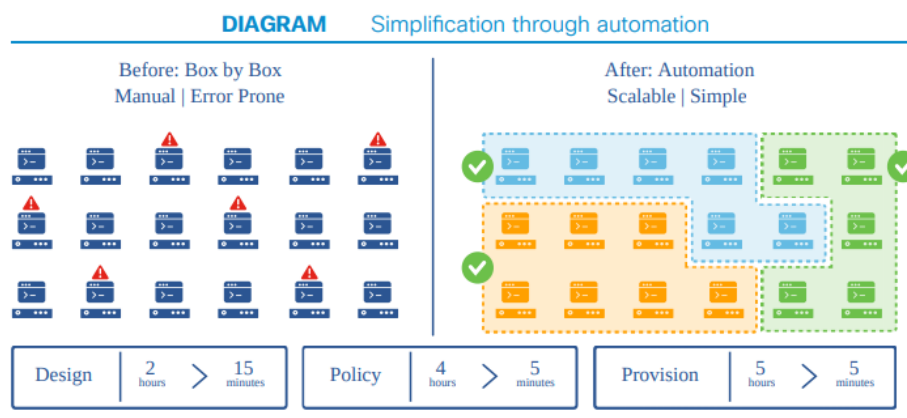 DIAGRAM Simplification through automation
Before: Box by Box
Manual | Error Prone
After: Automation
Scalable | Simple
Design 2 hours > 15 minutes
Policy 4 hours > 5 minutes
Provision 5 hours > 5 minutes